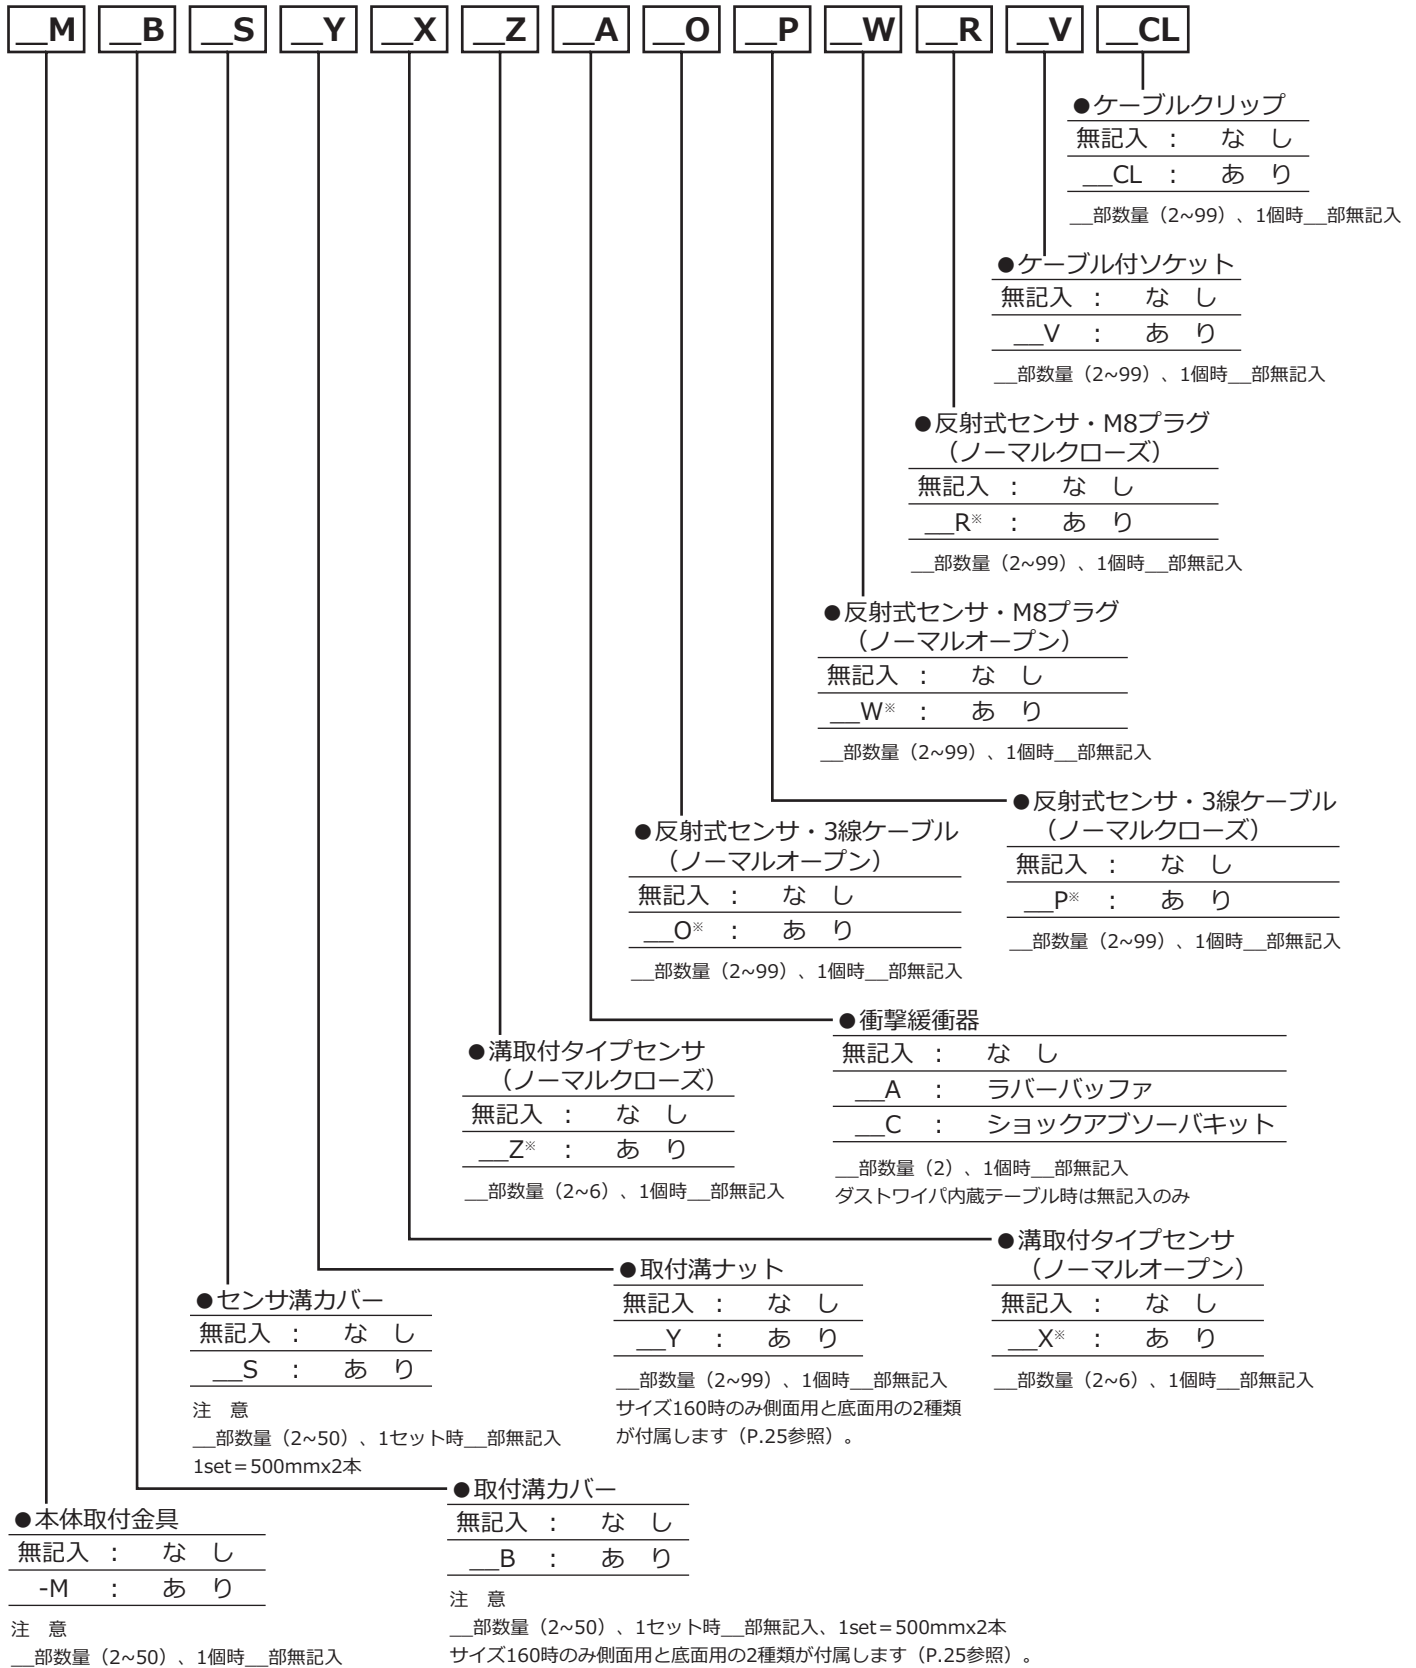 __M __B __S __Y __X __Z __A __O __P __W __R __V __CL
●ケーブルクリップ
無記入 : な し
__CL : あ り
__部数量（2~99）、1個時__部無記入
●ケーブル付ソケット
無記入 : な し
__V : あ り
__部数量（2~99）、1個時__部無記入
●反射式センサ・M8プラグ
（ノーマルクローズ）
無記入 : な し
__R※ : あ り
__部数量（2~99）、1個時__部無記入
●反射式センサ・M8プラグ
（ノーマルオープン）
無記入 : な し
__W※ : あ り
__部数量（2~99）、1個時__部無記入
●反射式センサ・3線ケーブル
（ノーマルクローズ）
無記入 : な し
__P※ : あ り
__部数量（2~99）、1個時__部無記入
●反射式センサ・3線ケーブル
（ノーマルオープン）
無記入 : な し
__O※ : あ り
__部数量（2~99）、1個時__部無記入
●衝撃緩衝器
無記入 : な し
__A : ラバーバッファ
__C : ショックアブソーバキット
__部数量（2）、1個時__部無記入
ダストワイパ内蔵テーブル時は無記入のみ
●溝取付タイプセンサ
（ノーマルクローズ）
無記入 : な し
__Z※ : あ り
__部数量（2~6）、1個時__部無記入
●溝取付タイプセンサ
（ノーマルオープン）
無記入 : な し
__X※ : あ り
__部数量（2~6）、1個時__部無記入
●取付溝ナット
無記入 : な し
__Y : あ り
__部数量（2~99）、1個時__部無記入
サイズ160時のみ側面用と底面用の2種類
が付属します（P.25参照）。
●センサ溝カバー
無記入 : な し
__S : あ り
注 意
__部数量（2~50）、1セット時__部無記入
1set＝500mmx2本
●取付溝カバー
無記入 : な し
__B : あ り
注 意
__部数量（2~50）、1セット時__部無記入、1set＝500mmx2本
サイズ160時のみ側面用と底面用の2種類が付属します（P.25参照）。
●本体取付金具
無記入 : な し
-M : あ り
注 意
__部数量（2~50）、1個時__部無記入